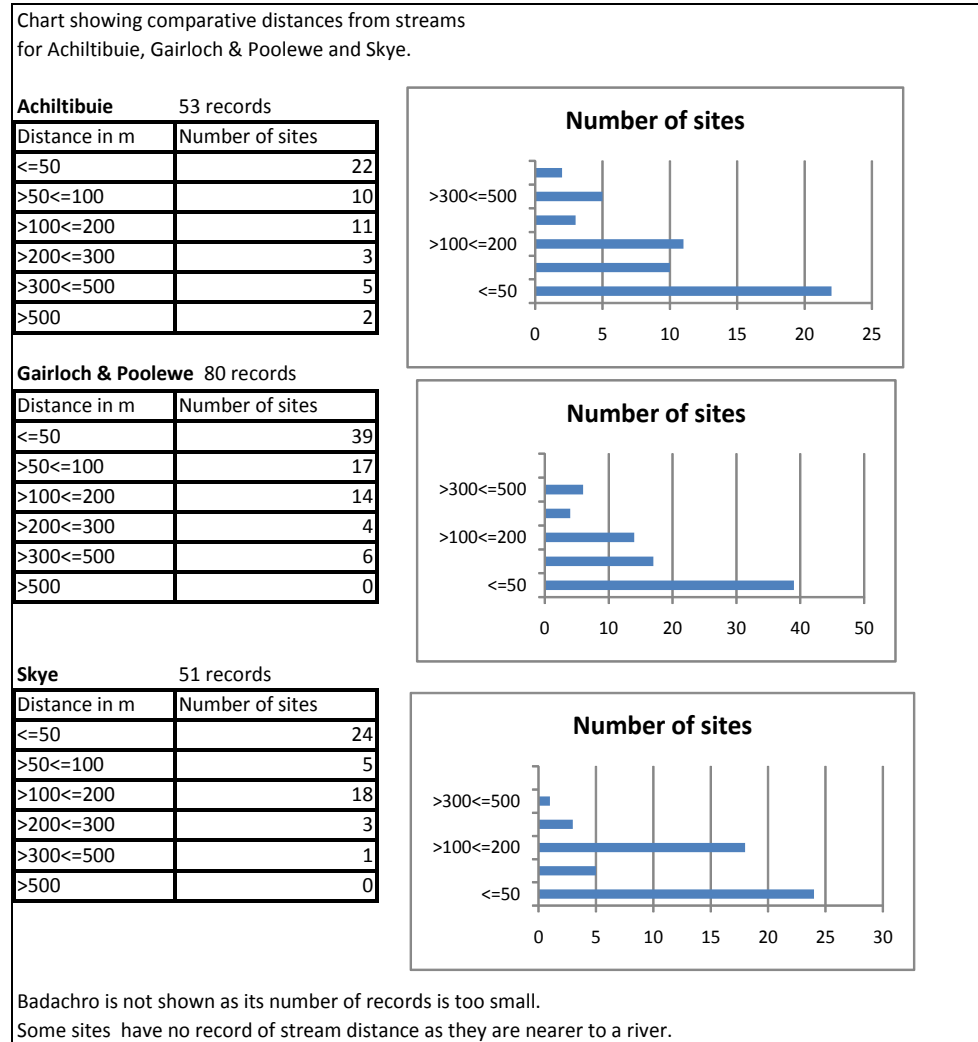 Chart showing comparative distances from streams
for Achiltibuie, Gairloch & Poolewe and Skye.
Achiltibuie 53 records
Distance in m Number of sites
<=50 22
>50<=100 10
>100<=200 11
>200<=300 3
>300<=500 5
>500 2
Number of sites
>300<=500
>100<=200
<=50
0 5 10 15 20 25
Gairloch & Poolewe 80 records
Distance in m Number of sites
<=50 39
>50<=100 17
>100<=200 14
>200<=300 4
>300<=500 6
>500 0
Number of sites
>300<=500
>100<=200
<=50
0 10 20 30 40 50
Skye 51 records
Distance in m Number of sites
<=50 24
>50<=100 5
>100<=200 18
>200<=300 3
>300<=500 1
>500 0
Number of sites
>300<=500
>100<=200
<=50
0 5 10 15 20 25 30
Badachro is not shown as its number of records is too small.
Some sites have no record of stream distance as they are nearer to a river.